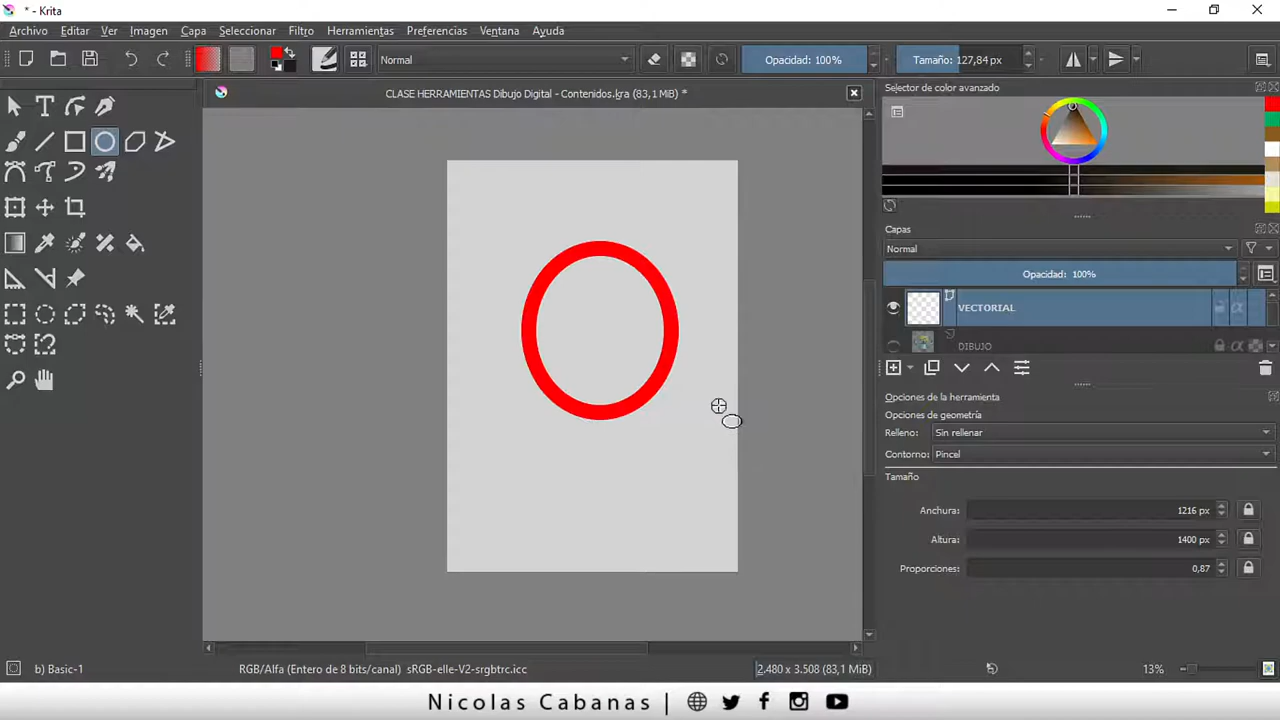 * - Krita
Archivo Editar Ver Imagen Capa Seleccionar Filtro Herramientas Preferencias Ventana Ayuda
Normal Opacidad: 100% Tamaño: 127,84 px
CLASE HERRAMIENTAS Dibujo Digital - Contenidos.kra (83,1 MiB) *
Selector de color avanzado
Capas
Normal
Opacidad: 100%
VECTORIAL
DIBUJO
Opciones de la herramienta
Opciones de geometría
Relleno: Sin rellenar
Contorno: Pincel
Tamaño
Anchura: 1216 px
Altura: 1400 px
Proporciones: 0,87
b) Basic-1 RGB/Alfa (Entero de 8 bits/canal) sRGB-elle-V2-srgbtrc.icc 2.480 x 3.508 (83,1 MiB) 13%
Nicolas Cabanas |